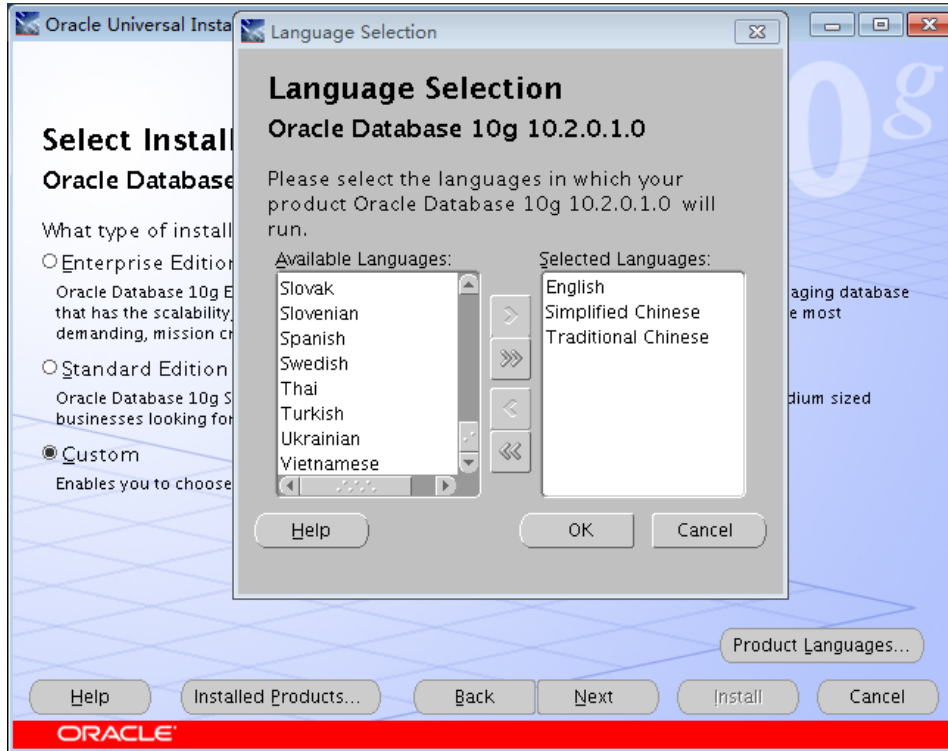 Oracle Universal Insta
Language Selection
10g
Select Install
Oracle Database
What type of install
Enterprise Edition
Oracle Database 10g E
aging database
that has the scalability,
e most
demanding, mission cr
Standard Edition
Oracle Database 10g S
dium sized
businesses looking for
Custom
Enables you to choose
Language Selection
Oracle Database 10g 10.2.0.1.0
Please select the languages in which your
product Oracle Database 10g 10.2.0.1.0 will
run.
Available Languages:
Slovak
Slovenian
Spanish
Swedish
Thai
Turkish
Ukrainian
Vietnamese
Selected Languages:
English
Simplified Chinese
Traditional Chinese
Help
OK
Cancel
Product Languages...
Help
Installed Products...
Back
Next
Install
Cancel
ORACLE